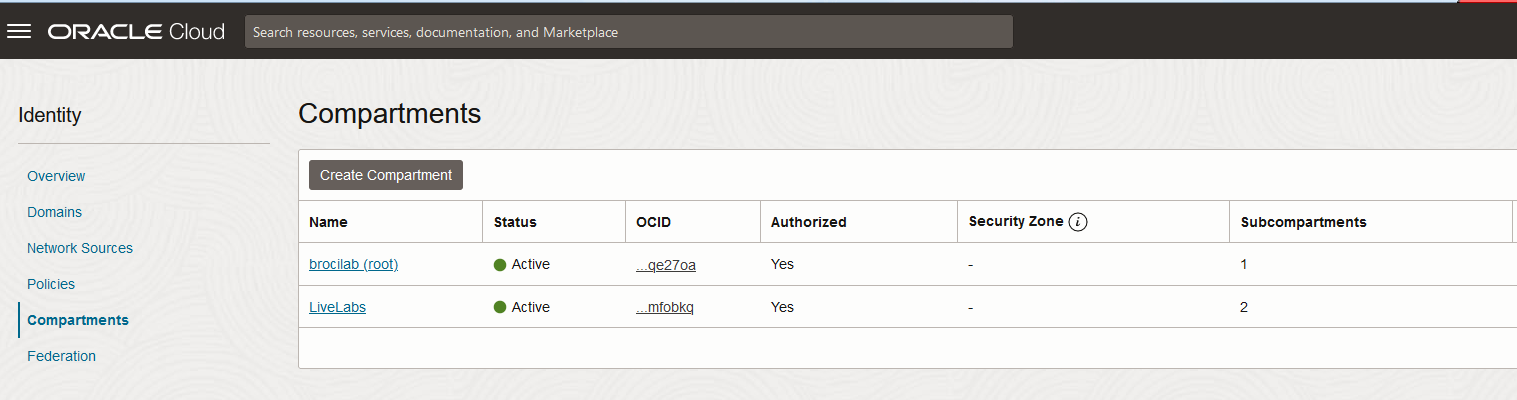 ORACLE Cloud
Search resources, services, documentation, and Marketplace
Identity
Overview
Domains
Network Sources
Policies
Compartments
Federation
Compartments
Create Compartment
Name Status OCID Authorized Security Zone i Subcompartments
brocilab (root) Active ...qe27oa Yes - 1
LiveLabs Active ...mfobkq Yes - 2